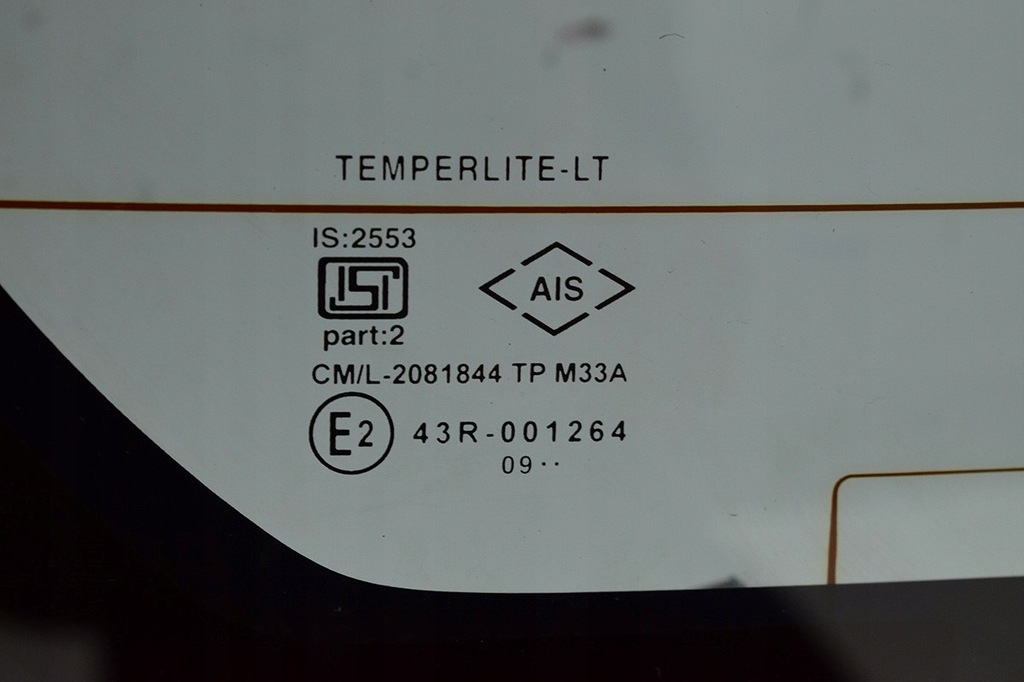 TEMPERLITE-LT
IS:2553
ISI
AIS
part:2
CM/L-2081844 TP M33A
E2 43R-001264
09··